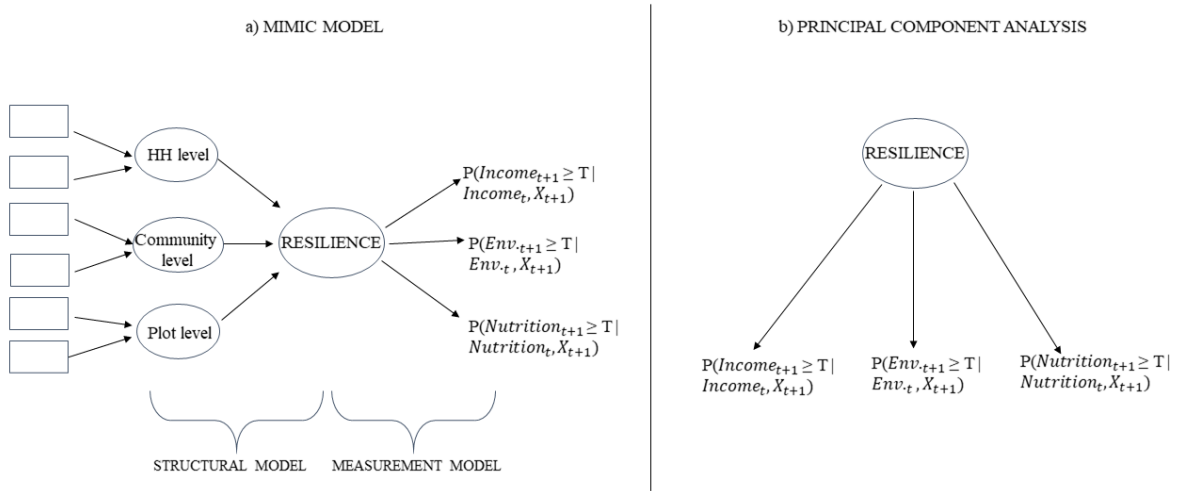 a) MIMIC MODEL
HH level
Community
level
Plot level
RESILIENCE
P(Income_{t+1} ≥ T |
Income_t, X_{t+1})
P(Env._{t+1} ≥ T |
Env._t, X_{t+1})
P(Nutrition_{t+1} ≥ T |
Nutrition_t, X_{t+1})
STRUCTURAL MODEL
MEASUREMENT MODEL
b) PRINCIPAL COMPONENT ANALYSIS
RESILIENCE
P(Income_{t+1} ≥ T |
Income_t, X_{t+1})
P(Env._{t+1} ≥ T |
Env._t, X_{t+1})
P(Nutrition_{t+1} ≥ T |
Nutrition_t, X_{t+1})